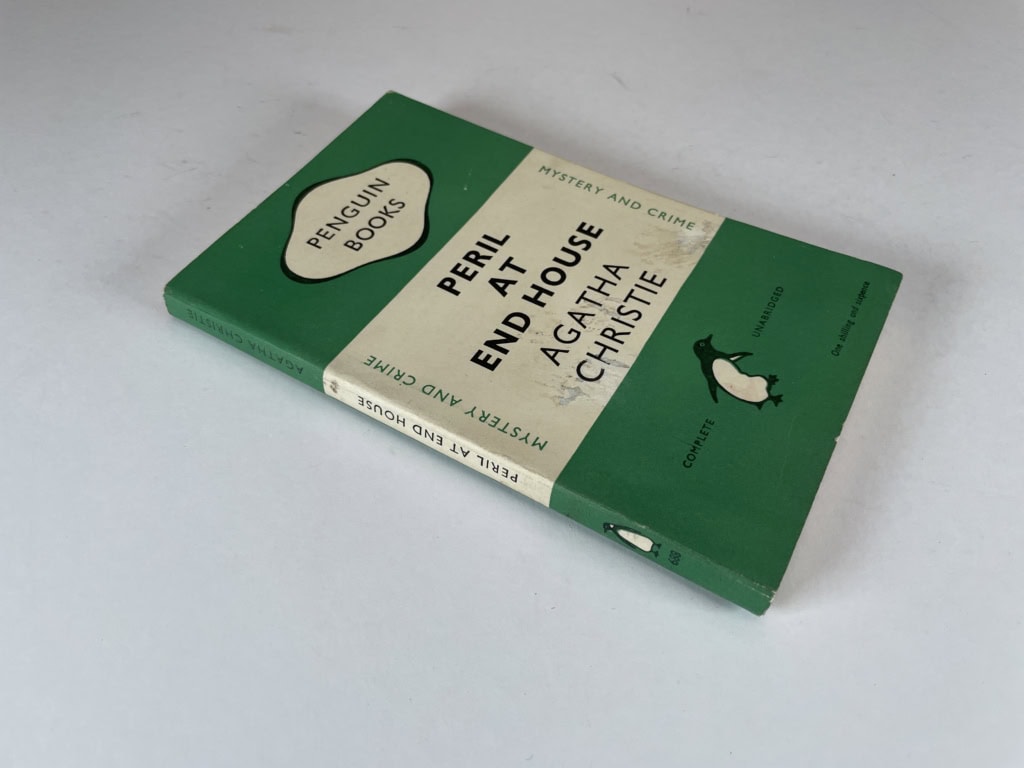 PENGUIN
BOOKS
MYSTERY AND CRIME
PERIL
AT
END HOUSE
AGATHA
CHRISTIE
MYSTERY AND CRIME
COMPLETE
UNABRIDGED
One shilling and sixpence
AGATHA CHRISTIE
PERIL AT END HOUSE